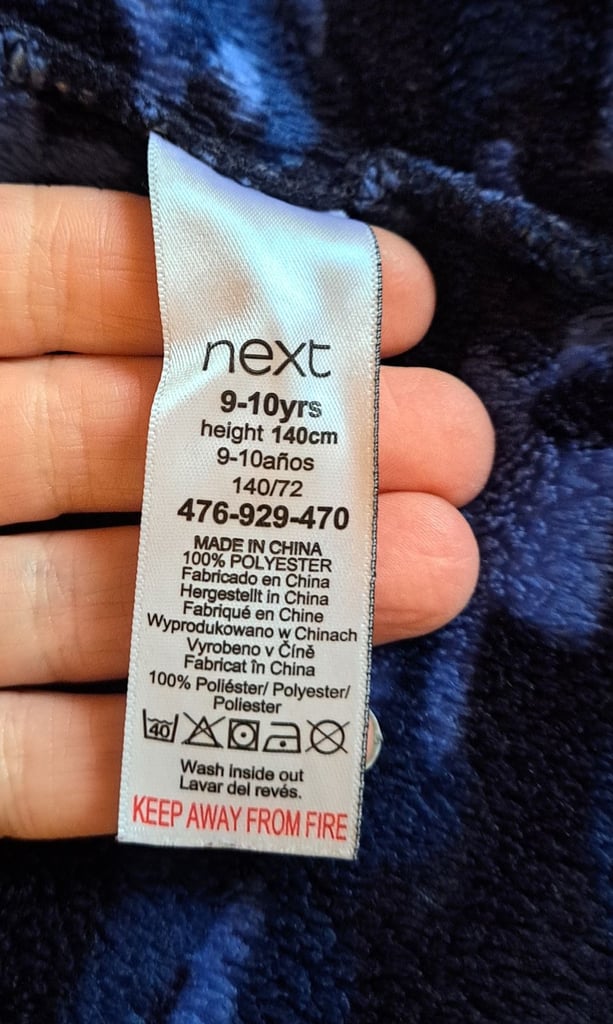 next
9-10yrs
height 140cm
9-10años
140/72
476-929-470
MADE IN CHINA
100% POLYESTER
Fabricado en China
Hergestellt in China
Fabriqué en Chine
Wyprodukowano w Chinach
Vyrobeno v Číně
Fabricat în China
100% Poliéster/ Polyester/
Poliester
40
Wash inside out
Lavar del revés.
KEEP AWAY FROM FIRE